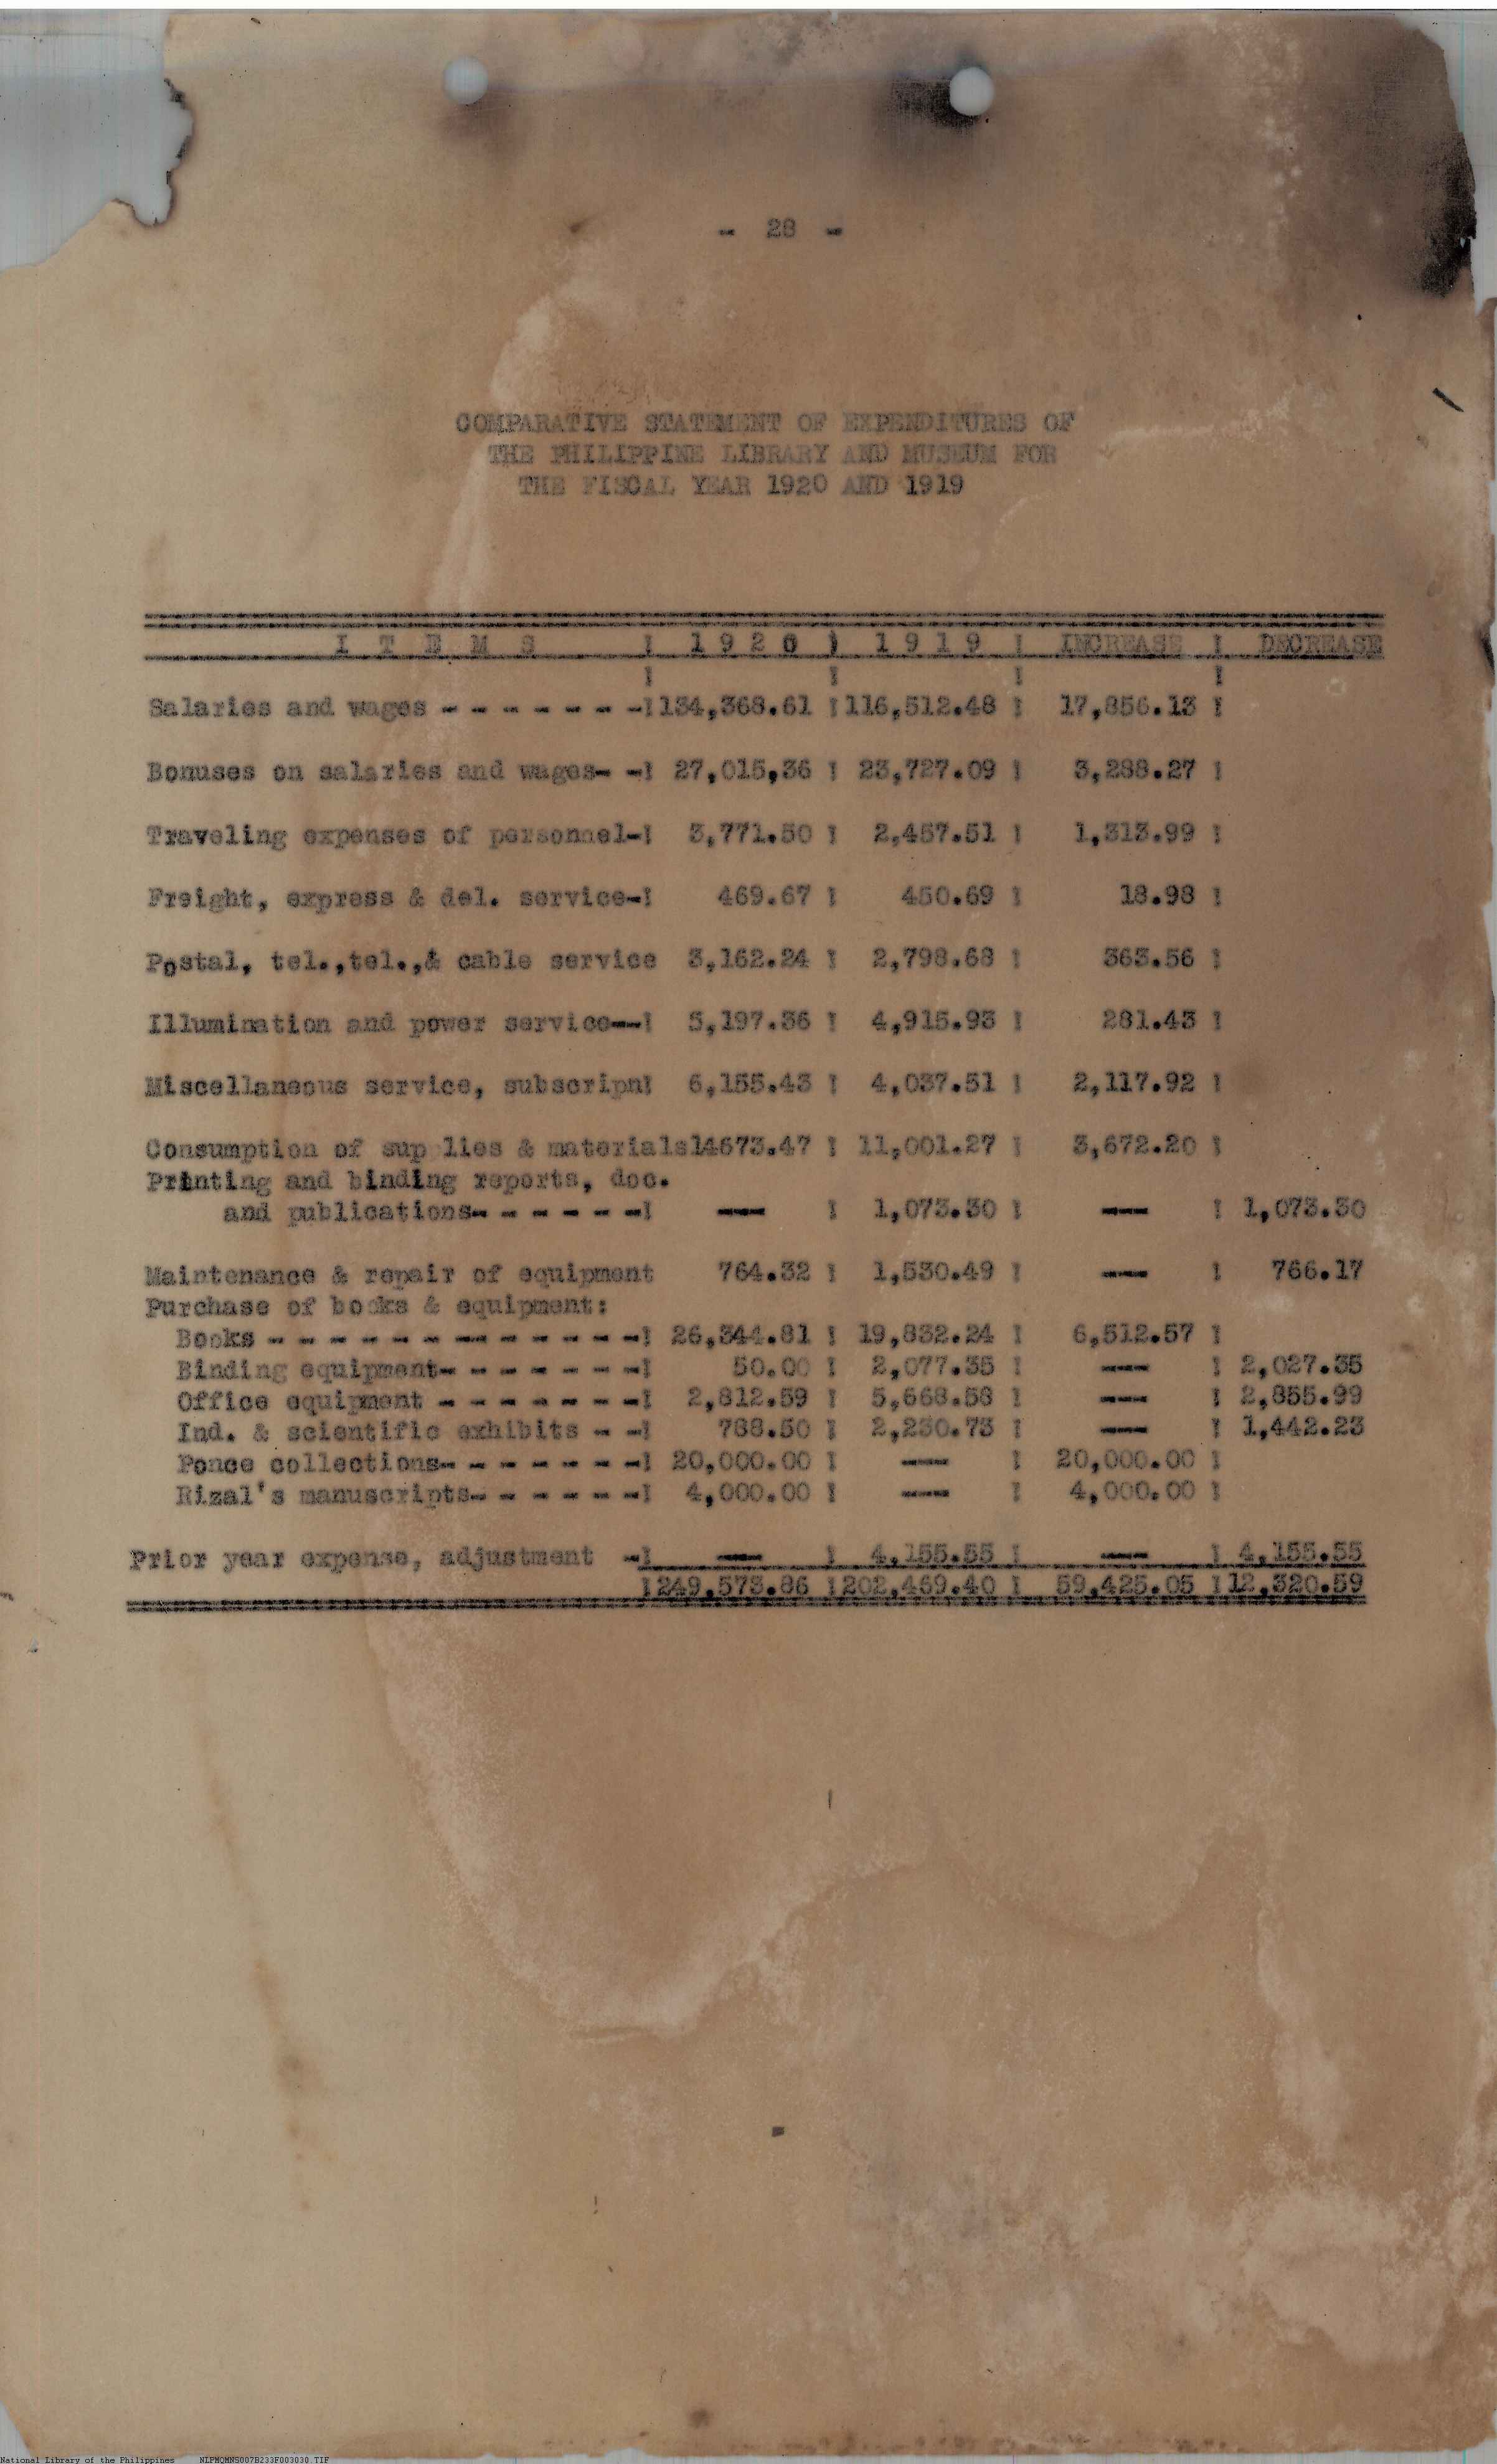 - 28 -
COMPARATIVE STATEMENT OF EXPENDITURES OF
THE PHILIPPINE LIBRARY AND MUSEUM FOR
THE FISCAL YEAR 1920 AND 1919
I T E M S ! 1 9 2 0 ) 1 9 1 9 ! INCREASE ! DECREASE
! ! ! !
Salaries and wages - - - - - - -!134,368.61 !116,512.48 ! 17,856.13 !
Bonuses on salaries and wages- -! 27,015,36 ! 23,727.09 ! 3,288.27 !
Traveling expenses of personnel-! 3,771.50 ! 2,457.51 ! 1,313.99 !
Freight, express & del. service-! 469.67 ! 450.69 ! 18.98 !
Postal, tel.,tel.,& cable service 3,162.24 ! 2,798.68 ! 363.56 !
Illumination and power service--! 5,197.36 ! 4,915.93 ! 281.43 !
Miscellaneous service, subscripn! 6,155.43 ! 4,037.51 ! 2,117.92 !
Consumption of sup lies & materials14673.47 ! 11,001.27 ! 3,672.20 !
Printing and binding reports, doc.
and publications- - - - - -! --- ! 1,073.30 ! --- ! 1,073.30
Maintenance & repair of equipment 764.32 ! 1,530.49 ! --- ! 766.17
Purchase of books & equipment:
Books - - - - - - -- - - - - -! 26,344.81 ! 19,832.24 ! 6,512.57 !
Binding equipment- - - - - - -! 50.00 ! 2,077.35 ! --- ! 2,027.35
Office equipment - - - - - - -! 2,812.59 ! 5,668.58 ! --- ! 2,855.99
Ind. & scientific exhibits - -! 788.50 ! 2,230.73 ! --- ! 1,442.23
Ponce collections- - - - - - -! 20,000.00 ! --- ! 20,000.00 !
Rizal's manuscripts- - - - - -! 4,000.00 ! --- ! 4,000.00 !
Prior year expense, adjustment -! --- ! 4,155.55 ! --- ! 4,155.55
!249,573.86 !202,469.40 ! 59,425.05 !12,320.59
National Library of the Philippines NLPMQMNS007B233F003030.TIF